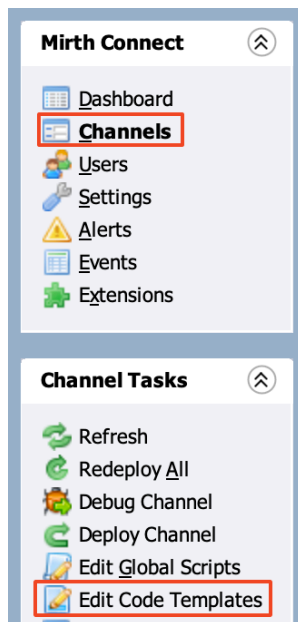 Mirth Connect
Dashboard
Channels
Users
Settings
Alerts
Events
Extensions
Channel Tasks
Refresh
Redeploy All
Debug Channel
Deploy Channel
Edit Global Scripts
Edit Code Templates